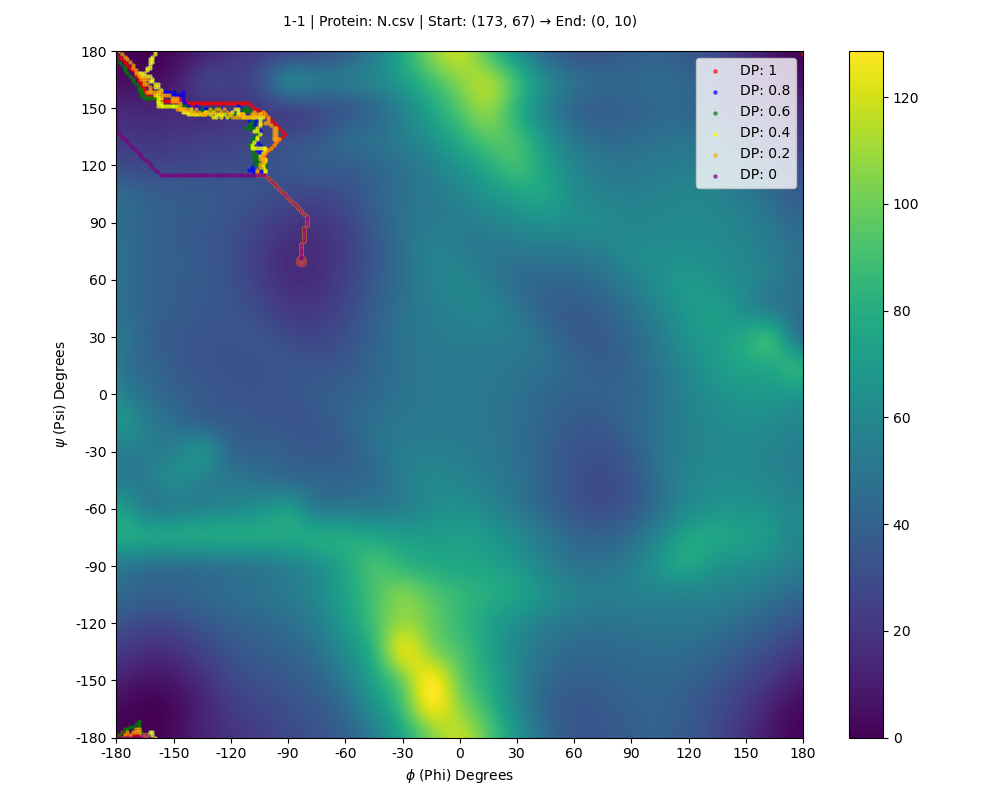 1-1 | Protein: N.csv | Start: (173, 67) → End: (0, 10)
DP: 1
DP: 0.8
DP: 0.6
DP: 0.4
DP: 0.2
DP: 0
180
150
120
90
60
30
0
-30
-60
-90
-120
-150
-180
ψ (Psi) Degrees
-180 -150 -120 -90 -60 -30 0 30 60 90 120 150 180
ϕ (Phi) Degrees
120
100
80
60
40
20
0